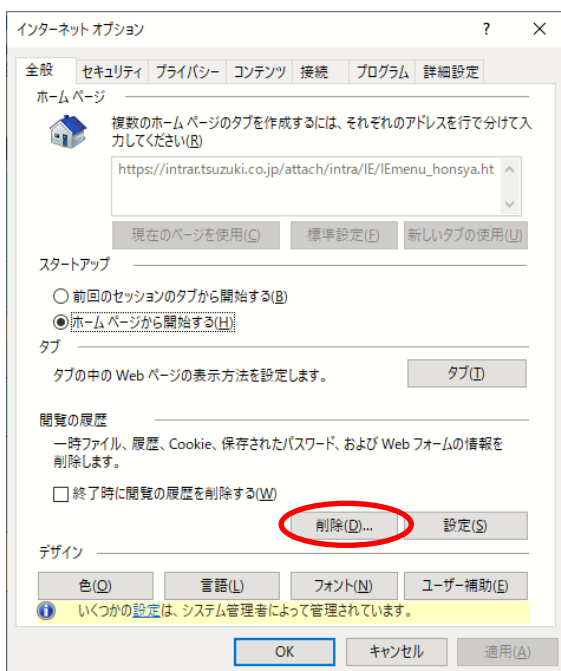 インターネット オプション ? ×
全般 セキュリティ プライバシー コンテンツ 接続 プログラム 詳細設定
ホーム ページ
複数のホーム ページのタブを作成するには、それぞれのアドレスを行で分けて入
力してください(R)
https://intrar.tsuzuki.co.jp/attach/intra/IE/IEmenu_honsya.ht
現在のページを使用(C) 標準設定(F) 新しいタブの使用(U)
スタートアップ
前回のセッションのタブから開始する(B)
ホーム ページから開始する(H)
タブ
タブの中の Web ページの表示方法を設定します。 タブ(T)
閲覧の履歴
一時ファイル、履歴、Cookie、保存されたパスワード、および Web フォームの情報を
削除します。
終了時に閲覧の履歴を削除する(W)
削除(D)... 設定(S)
デザイン
色(O) 言語(L) フォント(N) ユーザー補助(E)
いくつかの設定は、システム管理者によって管理されています。
OK キャンセル 適用(A)